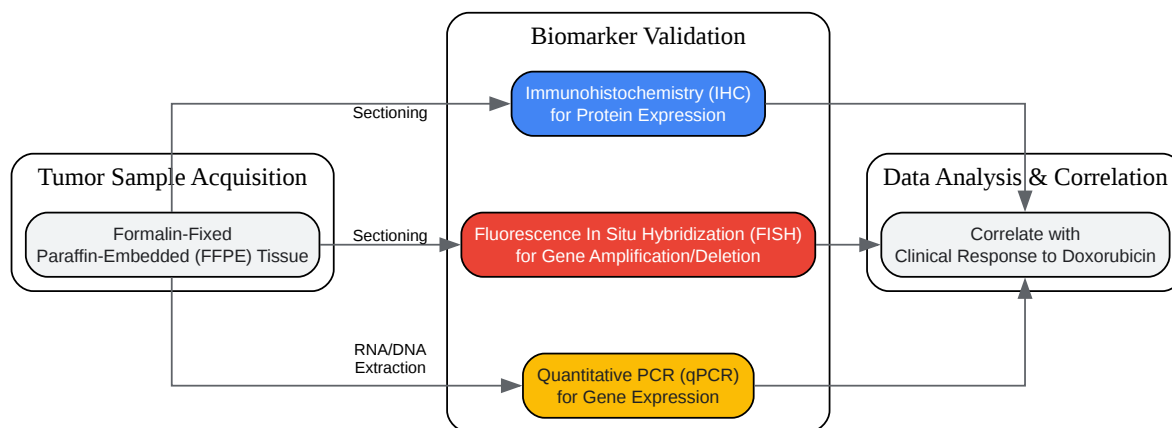 Biomarker Validation
Immunohistochemistry (IHC)
for Protein Expression
Sectioning
Tumor Sample Acquisition
Formalin-Fixed
Paraffin-Embedded (FFPE) Tissue
Sectioning
Fluorescence In Situ Hybridization (FISH)
for Gene Amplification/Deletion
Data Analysis & Correlation
Correlate with
Clinical Response to Doxorubicin
RNA/DNA
Extraction
Quantitative PCR (qPCR)
for Gene Expression